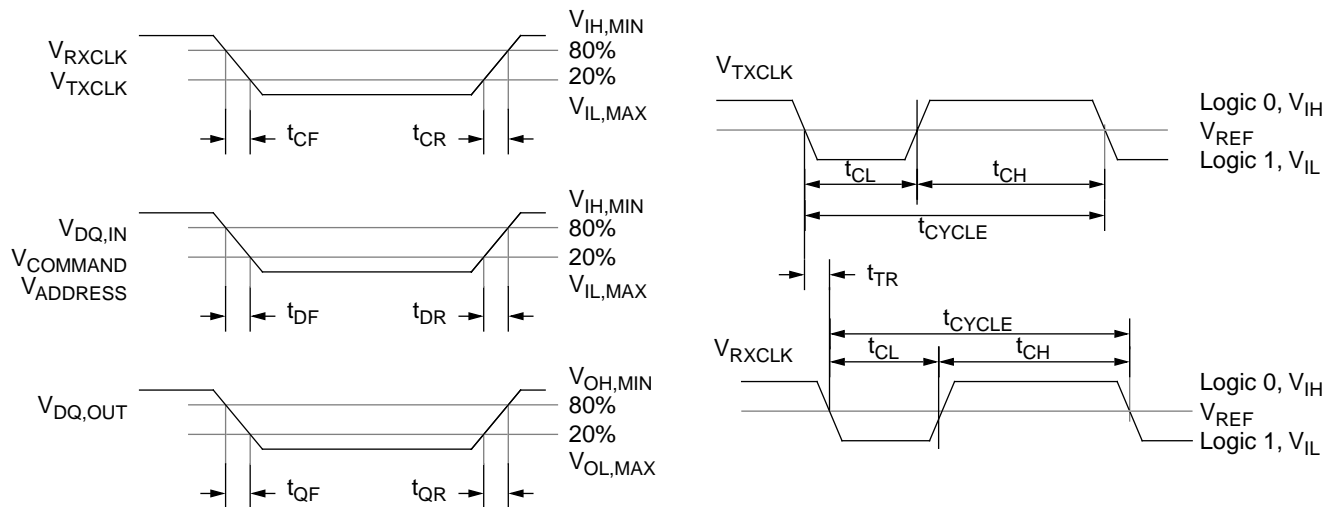 V_IH,MIN
V_RXCLK 80%
V_TXCLK 20%
V_IL,MAX
t_CF t_CR
V_IH,MIN
V_DQ,IN 80%
V_COMMAND 20%
V_ADDRESS V_IL,MAX
t_DF t_DR
V_OH,MIN
V_DQ,OUT 80%
20%
V_OL,MAX
t_QF t_QR
V_TXCLK
Logic 0, V_IH
V_REF
Logic 1, V_IL
t_CL t_CH
t_CYCLE
t_TR
t_CYCLE
V_RXCLK t_CL t_CH
Logic 0, V_IH
V_REF
Logic 1, V_IL